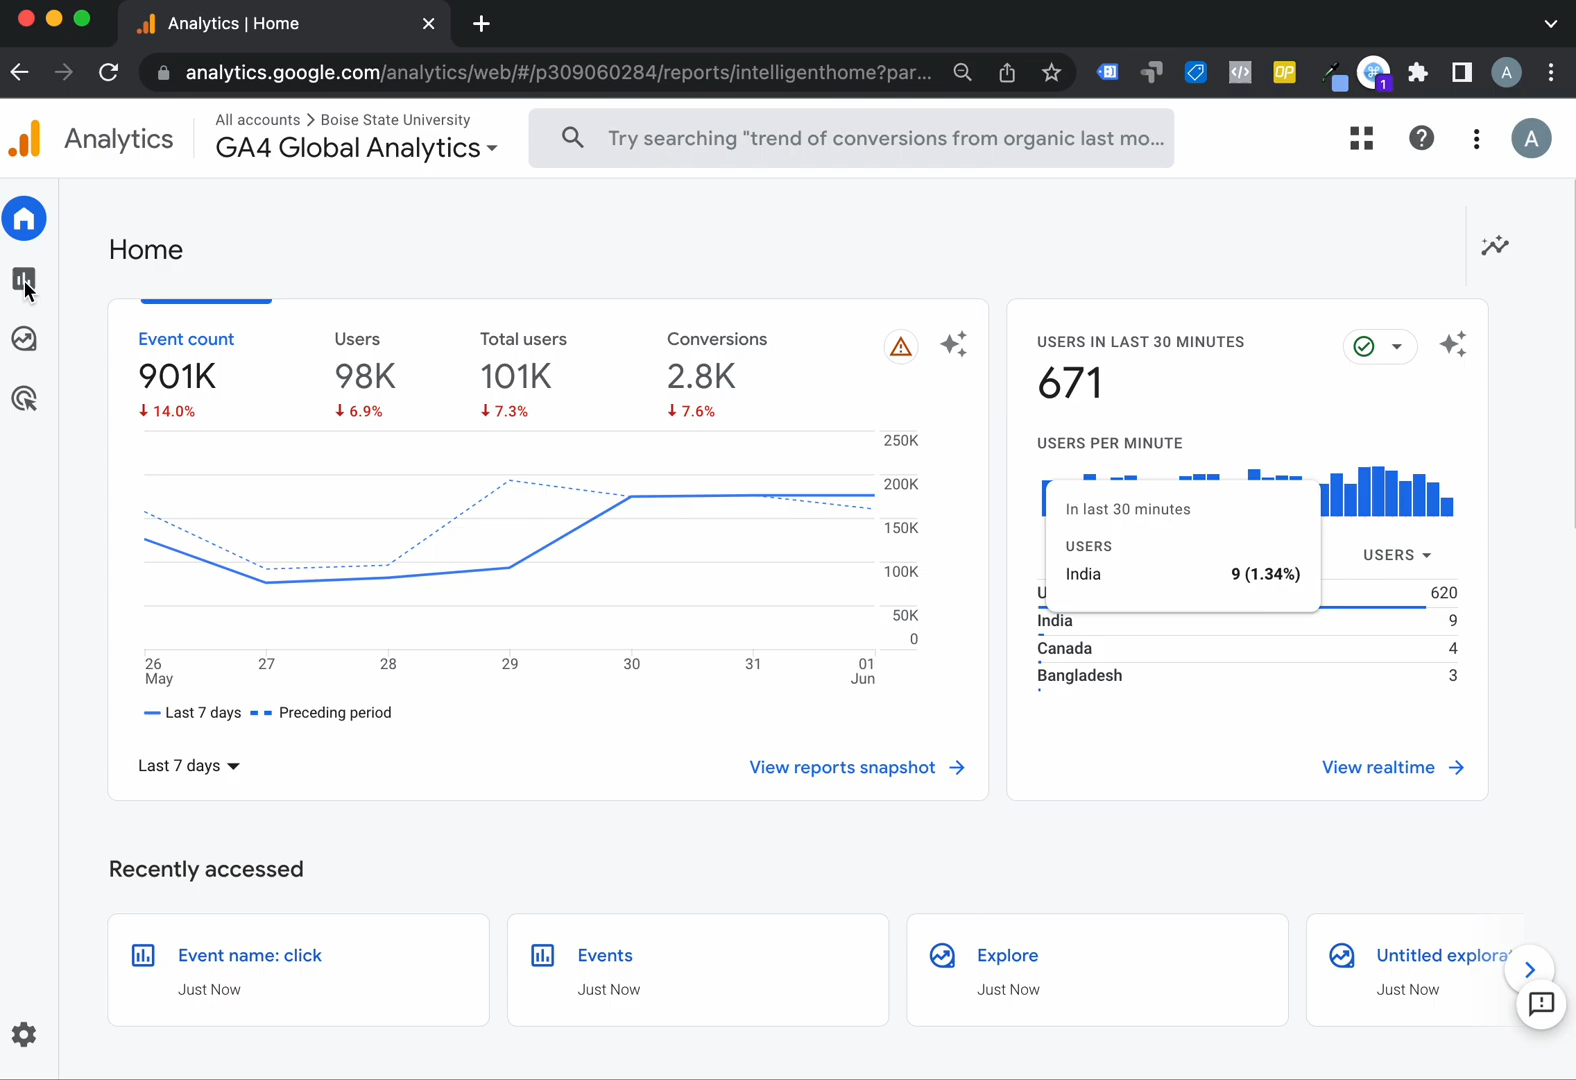 Analytics | Home
analytics.google.com/analytics/web/#/p309060284/reports/intelligenthome?par...
DP
1
A
Analytics
All accounts > Boise State University
GA4 Global Analytics
Try searching "trend of conversions from organic last mo...
A
Home
Event count
901K
14.0%
Users
98K
6.9%
Total users
101K
7.3%
Conversions
2.8K
7.6%
250K
200K
150K
100K
50K
0
26 27 28 29 30 31 01
May Jun
Last 7 days Preceding period
Last 7 days
View reports snapshot
USERS IN LAST 30 MINUTES
671
USERS PER MINUTE
In last 30 minutes
USERS
India 9 (1.34%)
USERS
U 620
India 9
Canada 4
Bangladesh 3
View realtime
Recently accessed
Event name: click
Just Now
Events
Just Now
Explore
Just Now
Untitled explora
Just Now